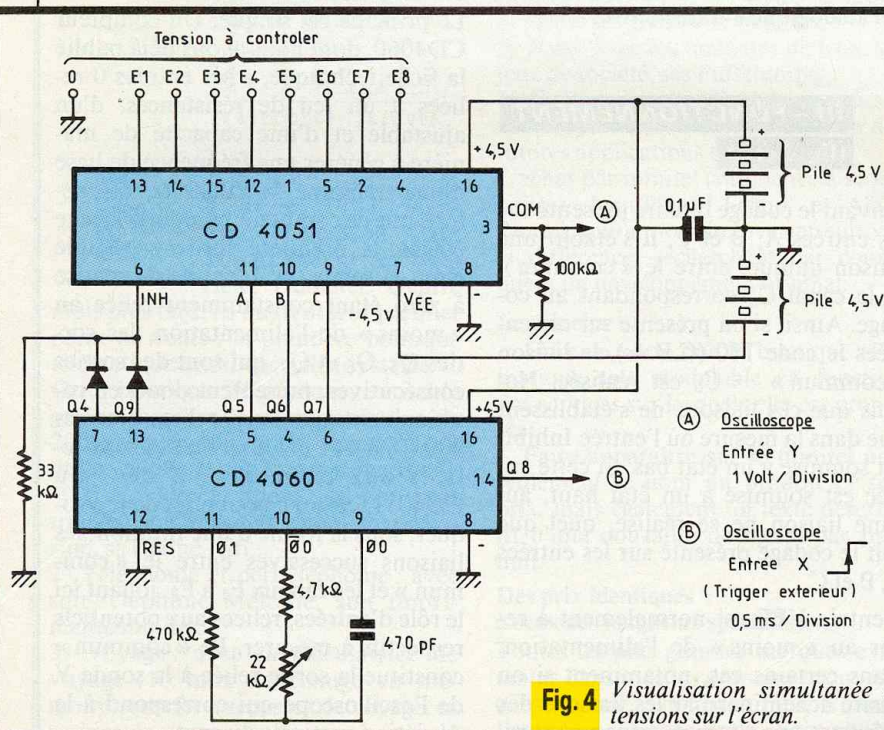 Tension à controler
E1 E2 E3 E4 E5 E6 E7 E8
+4,5 V
13 14 15 12 1 5 2 4 16
CD 4051
COM
3
A
6 11 10 9 7 8
INH A B C VEE -
-4,5 V
100kΩ
0,1µF
+
Pile 4,5 V
-
+
Pile 4,5 V
-
Q4 Q9 Q5 Q6 Q7 +4,5V
7 13 5 4 6 16
CD 4060
14
Q 8
B
12 11 10 9 8
RES Ø1 Ø0 Ø0 -
33 kΩ
470 kΩ
4,7kΩ
22 kΩ
470 pF
A Oscilloscope
Entrée Y
1 Volt / Division
B Oscilloscope
Entrée X
( Trigger exterieur )
0,5 ms / Division
Fig. 4 Visualisation simultanée
tensions sur l'écran.